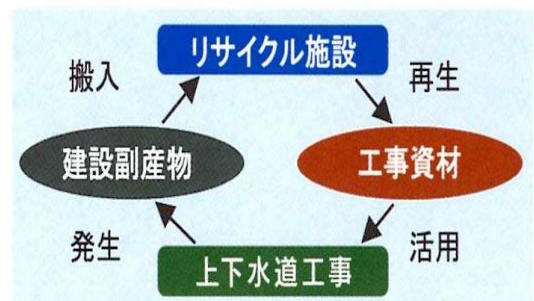 リサイクル施設
搬入
再生
建設副産物
工事資材
発生
活用
上下水道工事